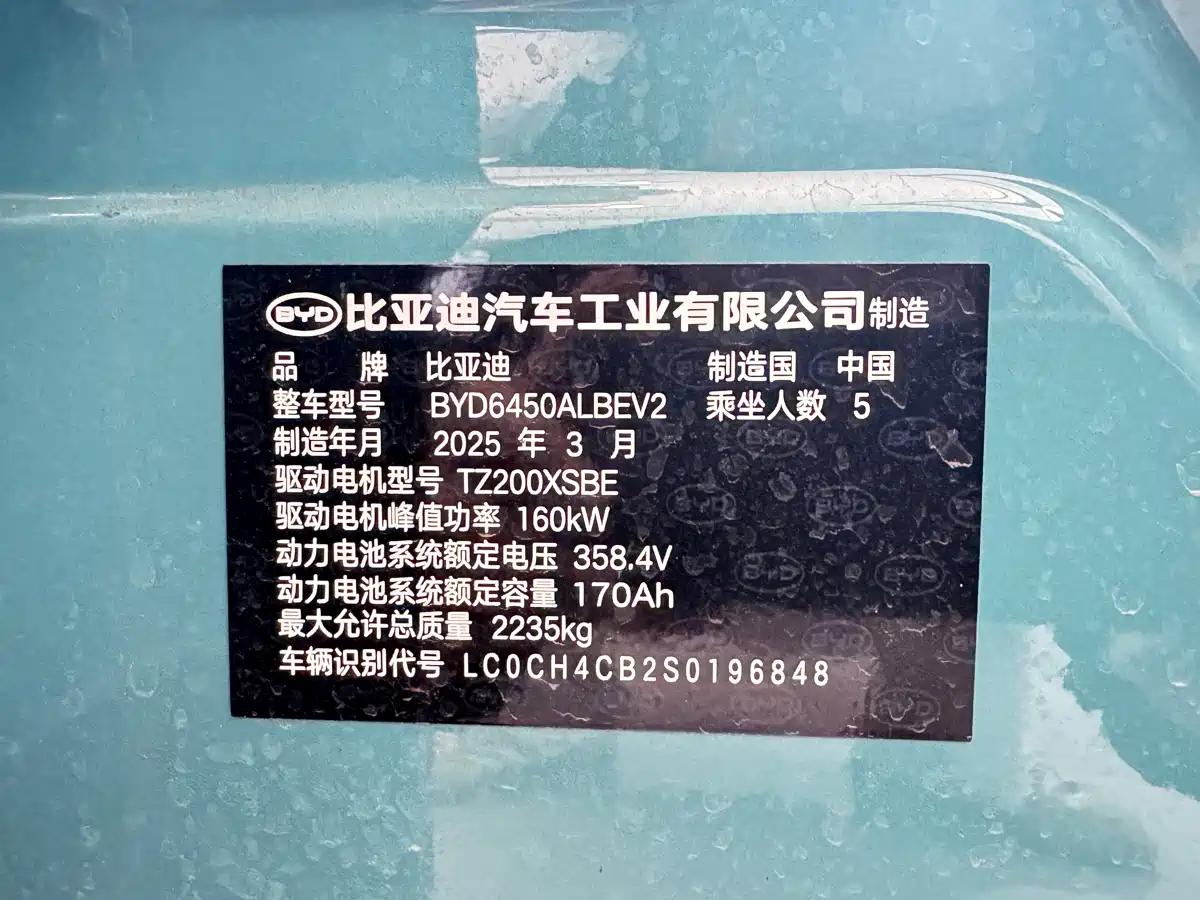 BYD 比亚迪汽车工业有限公司制造
品 牌 比亚迪 制造国 中国
整车型号 BYD6450ALBEV2 乘坐人数 5
制造年月 2025 年 3 月
驱动电机型号 TZ200XSBE
驱动电机峰值功率 160kW
动力电池系统额定电压 358.4V
动力电池系统额定容量 170Ah
最大允许总质量 2235kg
车辆识别代号 LC0CH4CB2S0196848